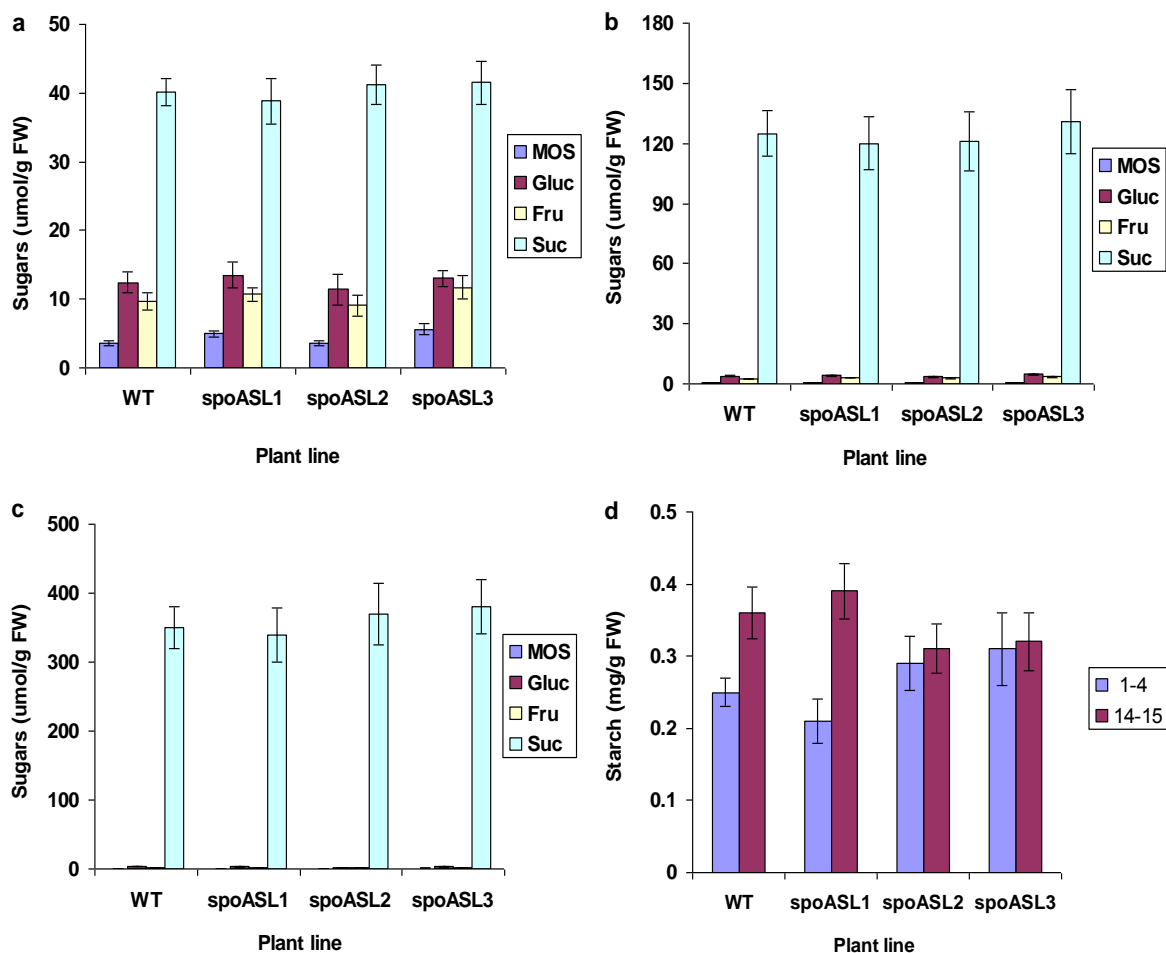 a
Sugars (umol/g FW)
50
40
30
20
10
0
WT spoASL1 spoASL2 spoASL3
Plant line
MOS
Gluc
Fru
Suc
b
Sugars (umol/g FW)
180
150
120
90
60
30
0
WT spoASL1 spoASL2 spoASL3
Plant line
MOS
Gluc
Fru
Suc
c
Sugars (umol/g FW)
500
400
300
200
100
0
WT spoASL1 spoASL2 spoASL3
Plant line
MOS
Gluc
Fru
Suc
d
Starch (mg/g FW)
0.5
0.4
0.3
0.2
0.1
0
WT spoASL1 spoASL2 spoASL3
Plant line
1-4
14-15